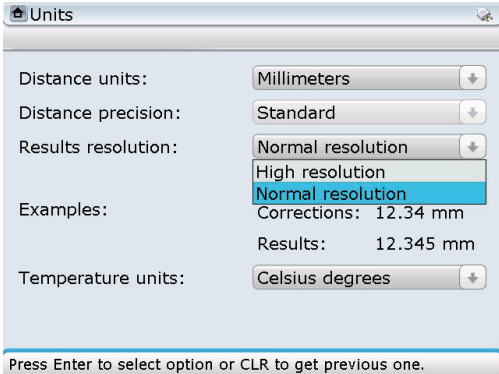 Units
Distance units: Millimeters
Distance precision: Standard
Results resolution: Normal resolution
High resolution
Normal resolution
Examples: Corrections: 12.34 mm
Results: 12.345 mm
Temperature units: Celsius degrees
Press Enter to select option or CLR to get previous one.